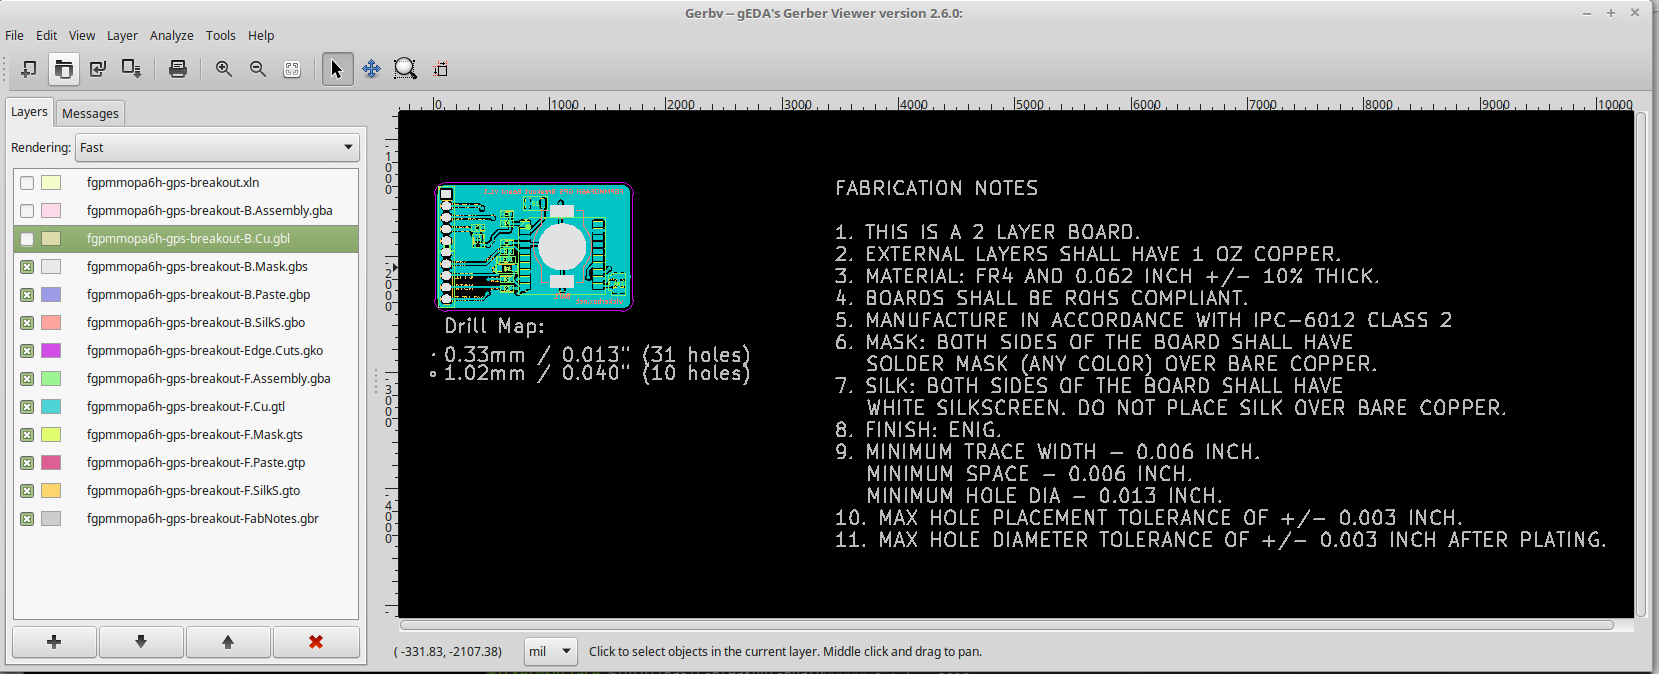 Gerbv -- gEDA's Gerber Viewer version 2.6.0:
File Edit View Layer Analyze Tools Help
Layers Messages
Rendering: Fast
fgpmmopa6h-gps-breakout.xln
fgpmmopa6h-gps-breakout-B.Assembly.gba
fgpmmopa6h-gps-breakout-B.Cu.gbl
fgpmmopa6h-gps-breakout-B.Mask.gbs
fgpmmopa6h-gps-breakout-B.Paste.gbp
fgpmmopa6h-gps-breakout-B.SilkS.gbo
fgpmmopa6h-gps-breakout-Edge.Cuts.gko
fgpmmopa6h-gps-breakout-F.Assembly.gba
fgpmmopa6h-gps-breakout-F.Cu.gtl
fgpmmopa6h-gps-breakout-F.Mask.gts
fgpmmopa6h-gps-breakout-F.Paste.gtp
fgpmmopa6h-gps-breakout-F.SilkS.gto
fgpmmopa6h-gps-breakout-FabNotes.gbr
0 1000 2000 3000 4000 5000 6000 7000 8000 9000 10000
-1000
-2000
-3000
-4000
Drill Map:
0.33mm / 0.013" (31 holes)
1.02mm / 0.040" (10 holes)
FABRICATION NOTES
1. THIS IS A 2 LAYER BOARD.
2. EXTERNAL LAYERS SHALL HAVE 1 OZ COPPER.
3. MATERIAL: FR4 AND 0.062 INCH +/- 10% THICK.
4. BOARDS SHALL BE ROHS COMPLIANT.
5. MANUFACTURE IN ACCORDANCE WITH IPC-6012 CLASS 2
6. MASK: BOTH SIDES OF THE BOARD SHALL HAVE
SOLDER MASK (ANY COLOR) OVER BARE COPPER.
7. SILK: BOTH SIDES OF THE BOARD SHALL HAVE
WHITE SILKSCREEN. DO NOT PLACE SILK OVER BARE COPPER.
8. FINISH: ENIG.
9. MINIMUM TRACE WIDTH - 0.006 INCH.
MINIMUM SPACE - 0.006 INCH.
MINIMUM HOLE DIA - 0.013 INCH.
10. MAX HOLE PLACEMENT TOLERANCE OF +/- 0.003 INCH.
11. MAX HOLE DIAMETER TOLERANCE OF +/- 0.003 INCH AFTER PLATING.
( -331.83, -2107.38) mil Click to select objects in the current layer. Middle click and drag to pan.